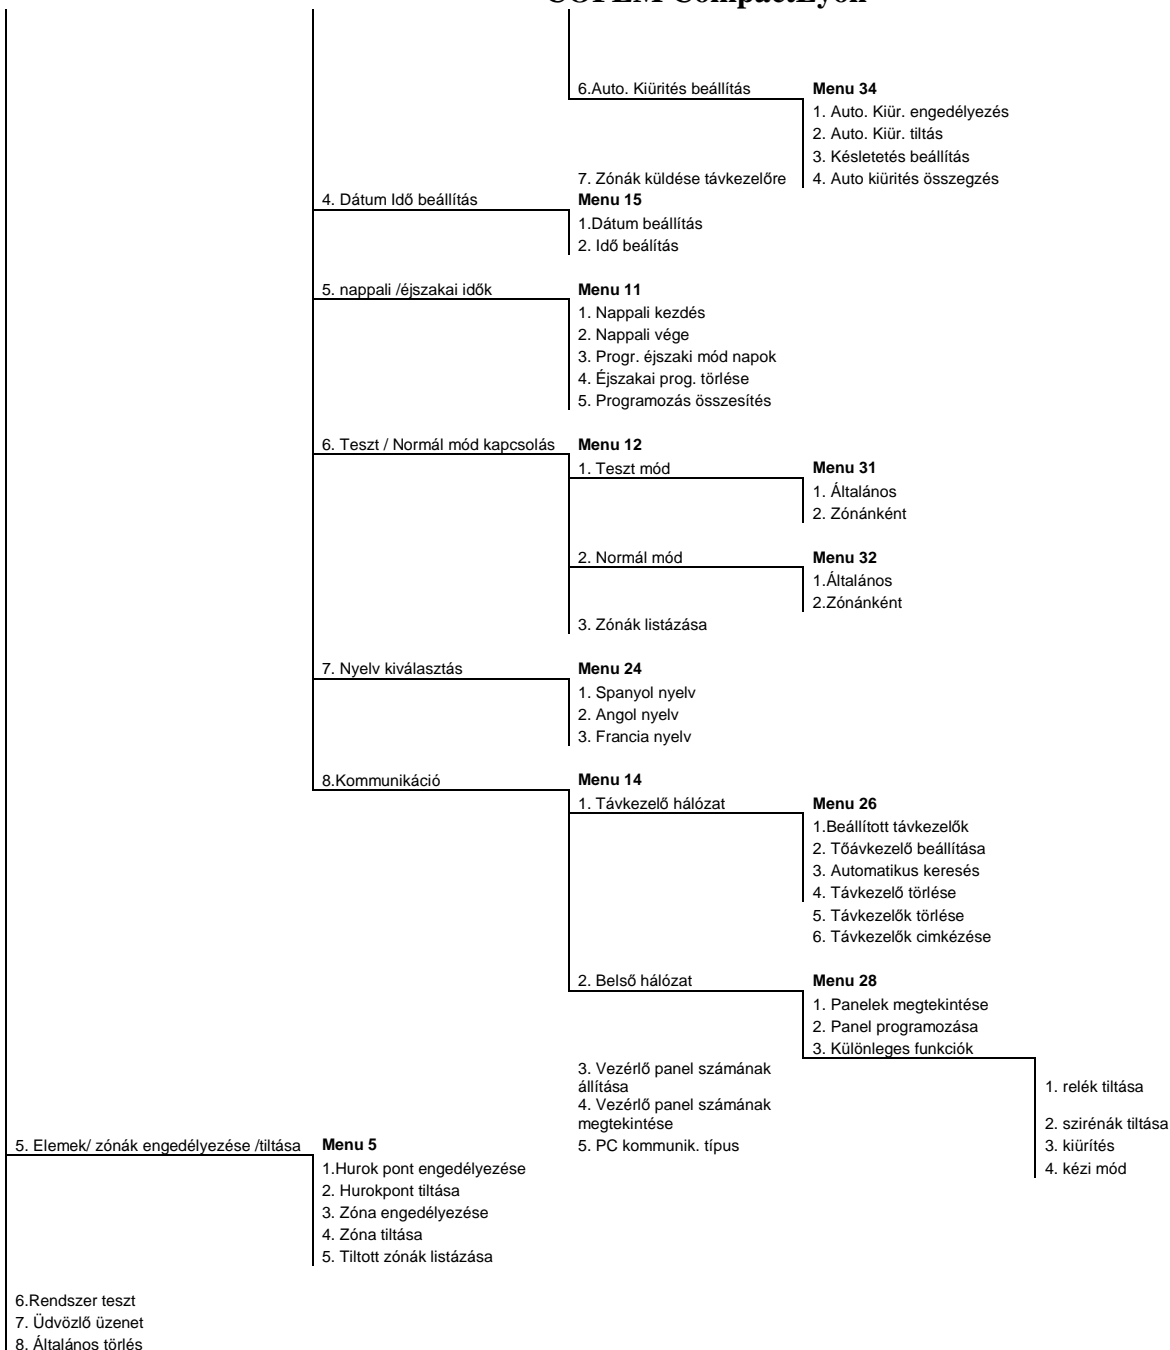 COFEM CompactLyon
6.Auto. Kiürités beállítás
Menu 34
1. Auto. Kiür. engedélyezés
2. Auto. Kiür. tiltás
3. Késletetés beállítás
7. Zónák küldése távkezelőre
4. Auto kiürités összegzés
4. Dátum Idő beállítás
Menu 15
1.Dátum beállítás
2. Idő beálítás
5. nappali /éjszakai idők
Menu 11
1. Nappali kezdés
2. Nappali vége
3. Progr. éjszaki mód napok
4. Éjszakai prog. törlése
5. Programozás összesítés
6. Teszt / Normál mód kapcsolás
Menu 12
1. Teszt mód
Menu 31
1. Általános
2. Zónánként
2. Normál mód
Menu 32
1.Általános
2.Zónánként
3. Zónák listázása
7. Nyelv kiválasztás
Menu 24
1. Spanyol nyelv
2. Angol nyelv
3. Francia nyelv
8.Kommunikáció
Menu 14
1. Távkezelő hálózat
Menu 26
1.Beállított távkezelők
2. Tőávkezelő beállítása
3. Automatikus keresés
4. Távkezelő törlése
5. Távkezelők törlése
6. Távkezelők cimkézése
2. Belső hálózat
Menu 28
1. Panelek megtekintése
2. Panel programozása
3. Különleges funkciók
3. Vezérlő panel számának
állítása
1. relék tiltása
4. Vezérlő panel számának
megtekintése
2. szirénák tiltása
5. Elemek/ zónák engedélyezése /tiltása
Menu 5
5. PC kommunik. típus
3. kiürítés
1.Hurok pont engedélyezése
4. kézi mód
2. Hurokpont tiltása
3. Zóna engedélyezése
4. Zóna tiltása
5. Tiltott zónák listázása
6.Rendszer teszt
7. Üdvözlő üzenet
8. Általános törlés